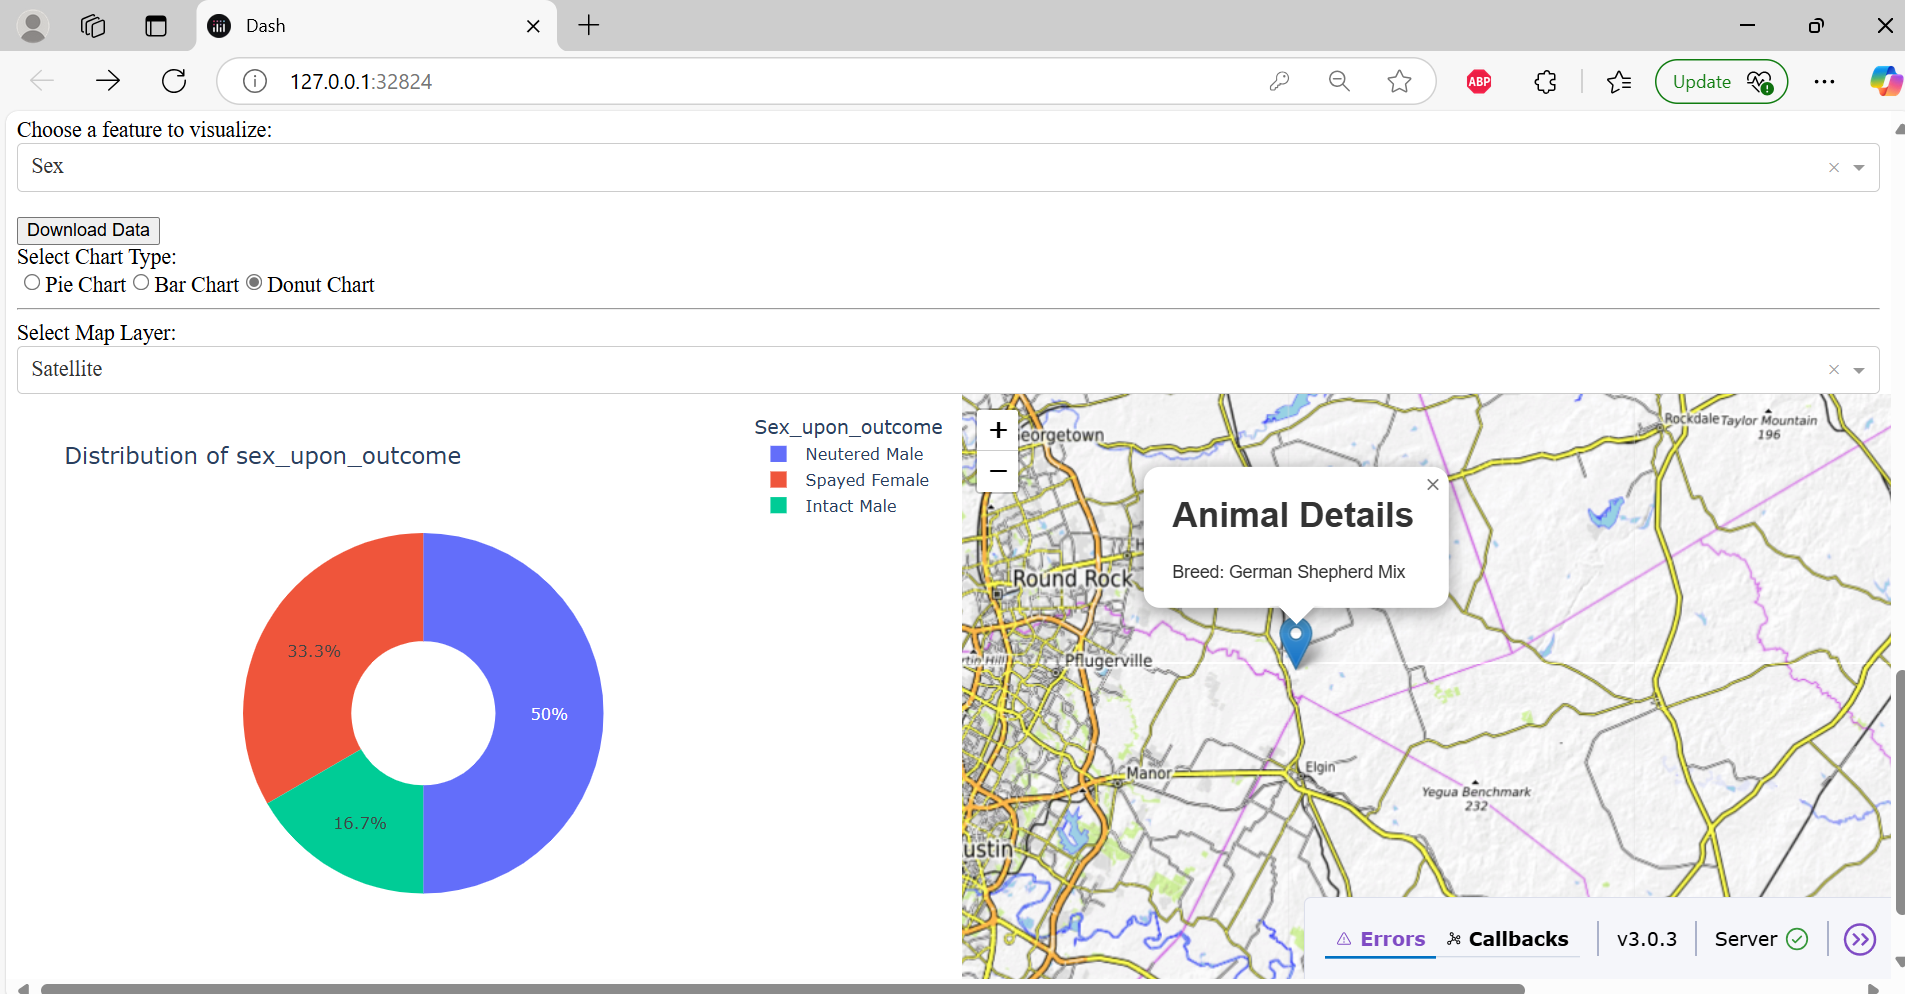 Dash
127.0.0.1:32824
ABP
Update
Choose a feature to visualize:
Sex
Download Data
Select Chart Type:
Pie Chart Bar Chart Donut Chart
Select Map Layer:
Satellite
Distribution of sex_upon_outcome
Sex_upon_outcome
Neutered Male
Spayed Female
Intact Male
33.3%
50%
16.7%
+
−
eorgetown
Rockdale
Taylor Mountain
196
Animal Details
Breed: German Shepherd Mix
H
Round Rock
tin Hill
Pflugerville
Manor
Elgin
Yegua Benchmark
232
ustin
Errors Callbacks v3.0.3 Server